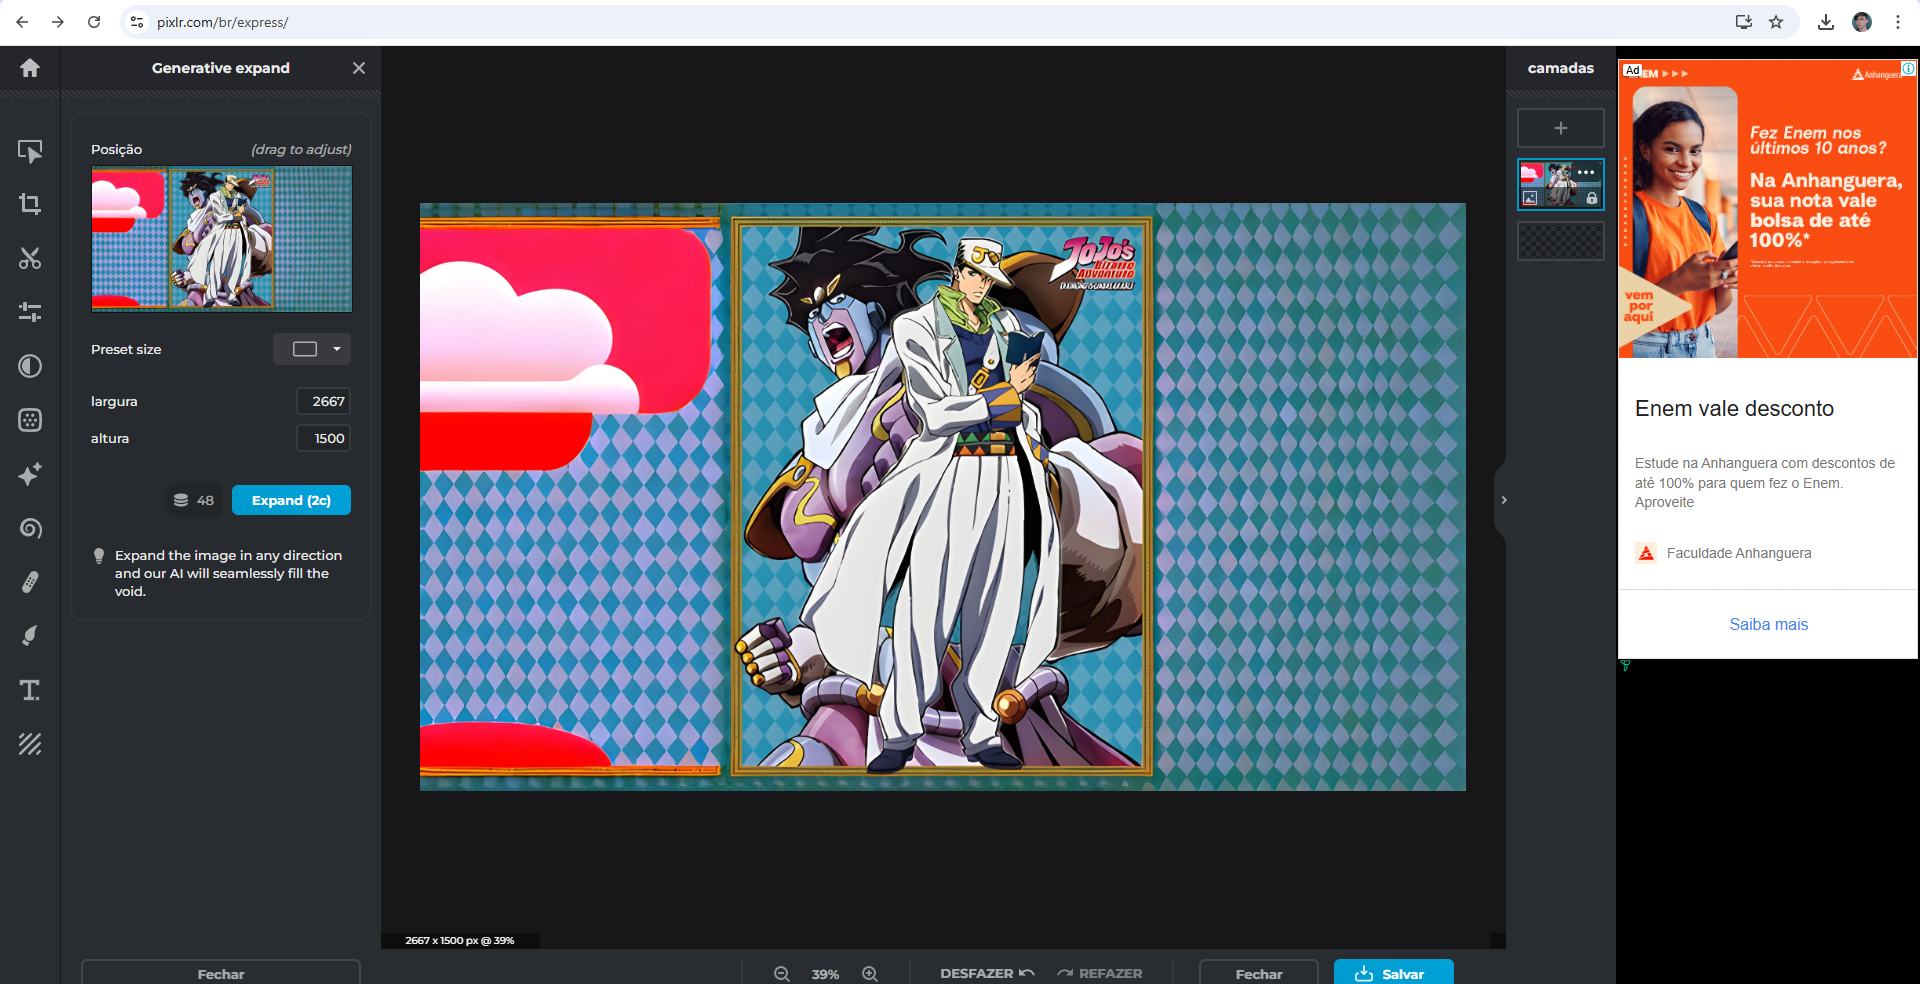 pixlr.com/br/express/
Generative expand
Posição
(drag to adjust)
Preset size
largura
2667
altura
1500
48
Expand (2c)
Expand the image in any direction
and our AI will seamlessly fill the
void.
Fechar
JoJo's
Bizarre
Adventure
2667 x 1500 px @ 39%
39%
DESFAZER
REFAZER
Fechar
Salvar
camadas
Ad
Anhanguera
Fez Enem nos
últimos 10 anos?
Na Anhanguera,
sua nota vale
bolsa de até
100%*
vem
por
aqui
Enem vale desconto
Estude na Anhanguera com descontos de
até 100% para quem fez o Enem.
Aproveite
Faculdade Anhanguera
Saiba mais